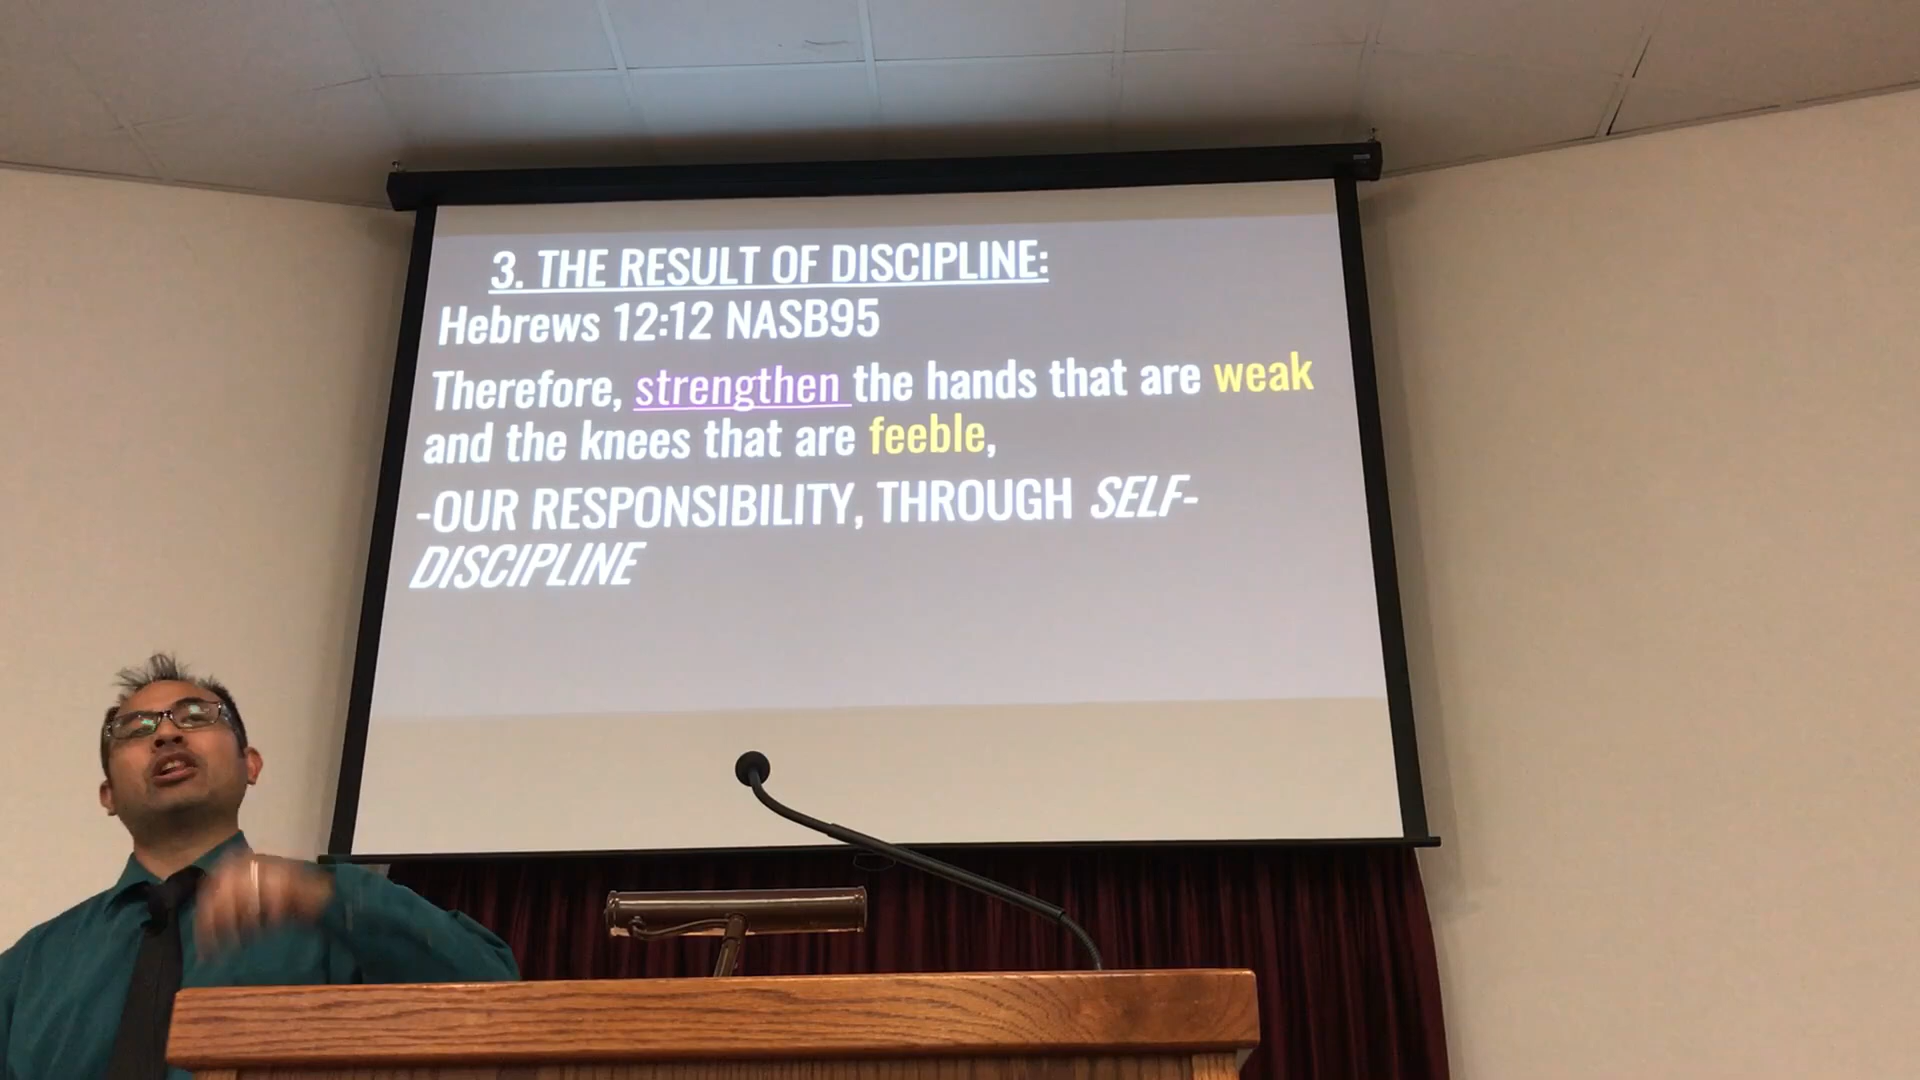 3. THE RESULT OF DISCIPLINE:
Hebrews 12:12 NASB95
Therefore, strengthen the hands that are weak
and the knees that are feeble,
-OUR RESPONSIBILITY, THROUGH SELF-
DISCIPLINE